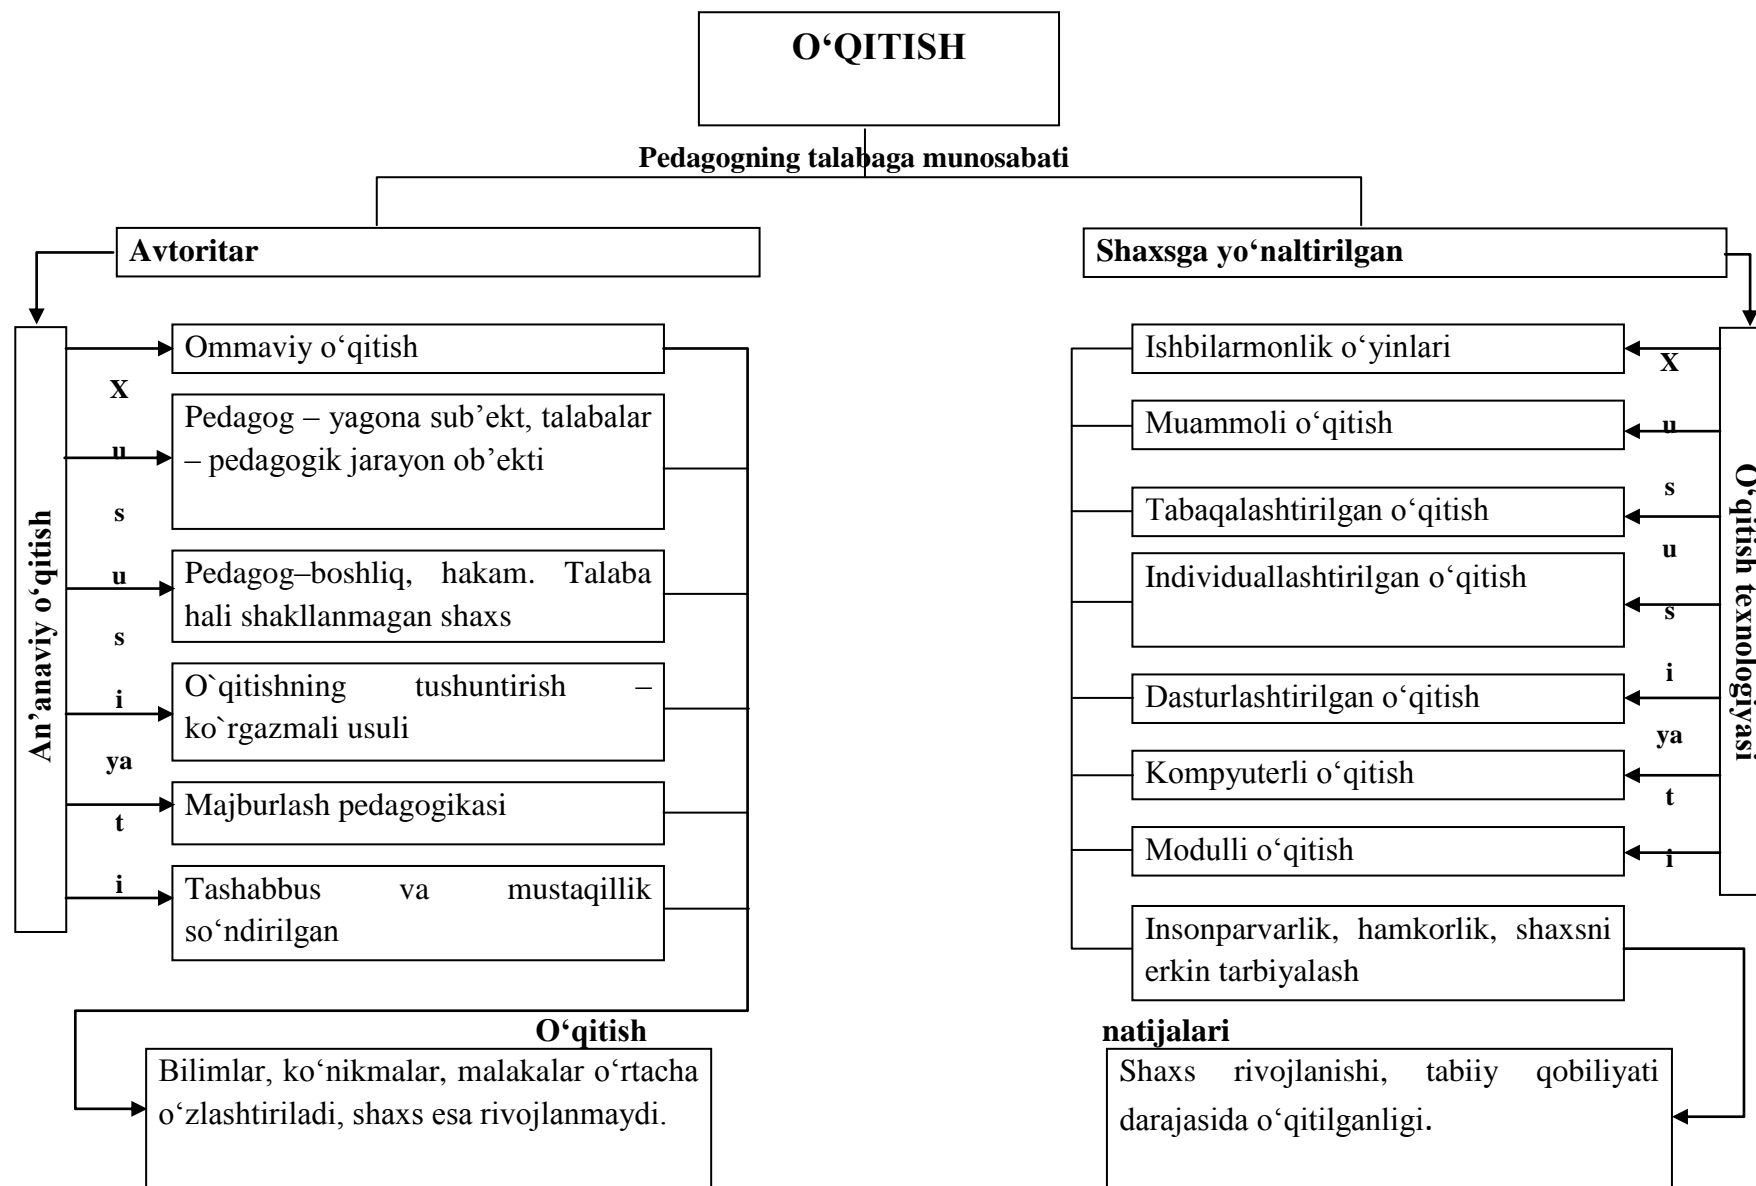 O‘QITISH
Pedagogning talabaga munosabati
Avtoritar
Shaxsga yo‘naltirilgan
An’anaviy o‘qitish
X
u
s
u
s
i
ya
t
i
Ommaviy o‘qitish
Pedagog – yagona sub’ekt, talabalar
– pedagogik jarayon ob’ekti
Pedagog–boshliq, hakam. Talaba
hali shakllanmagan shaxs
O`qitishning tushuntirish –
ko`rgazmali usuli
Majburlash pedagogikasi
Tashabbus va mustaqillik
so‘ndirilgan
Ishbilarmonlik o‘yinlari
Muammoli o‘qitish
Tabaqalashtirilgan o‘qitish
Individuallashtirilgan o‘qitish
Dasturlashtirilgan o‘qitish
Kompyuterli o‘qitish
Modulli o‘qitish
Insonparvarlik, hamkorlik, shaxsni
erkin tarbiyalash
X
u
s
u
s
i
ya
t
i
O‘qitish texnologiyasi
O‘qitish natijalari
Bilimlar, ko‘nikmalar, malakalar o‘rtacha
o‘zlashtiriladi, shaxs esa rivojlanmaydi.
Shaxs rivojlanishi, tabiiy qobiliyati
darajasida o‘qitilganligi.